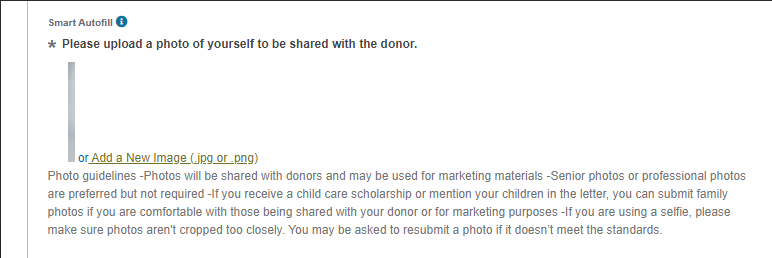 Smart Autofill
* Please upload a photo of yourself to be shared with the donor.
or Add a New Image (.jpg or .png)
Photo guidelines -Photos will be shared with donors and may be used for marketing materials -Senior photos or professional photos
are preferred but not required -If you receive a child care scholarship or mention your children in the letter, you can submit family
photos if you are comfortable with those being shared with your donor or for marketing purposes -If you are using a selfie, please
make sure photos aren't cropped too closely. You may be asked to resubmit a photo if it doesn’t meet the standards.